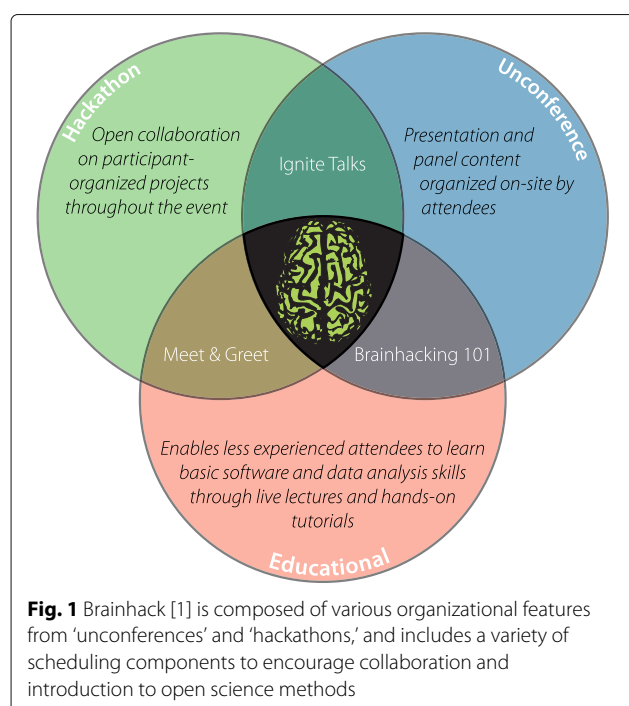 Hackathon
Unconference
Open collaboration
on participant-
organized projects
throughout the event
Ignite Talks
Presentation and
panel content
organized on-site by
attendees
Meet & Greet
Brainhacking 101
Enables less experienced attendees to learn
basic software and data analysis skills
through live lectures and hands-on
tutorials
Educational
Fig. 1 Brainhack [1] is composed of various organizational features
from ‘unconferences’ and ‘hackathons,’ and includes a variety of
scheduling components to encourage collaboration and
introduction to open science methods